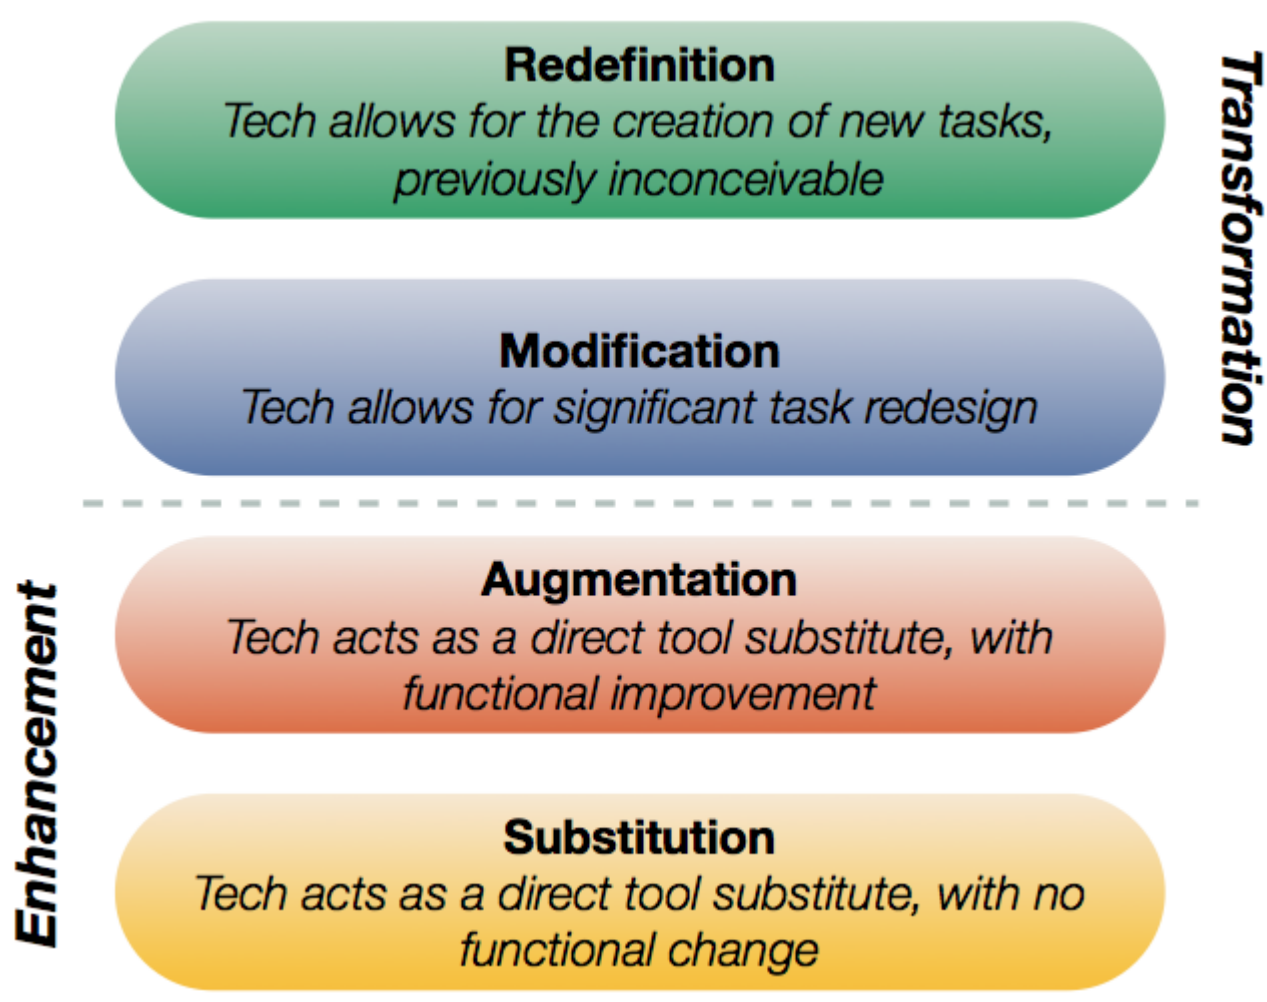 Redefinition
Tech allows for the creation of new tasks,
previously inconceivable
Modification
Tech allows for significant task redesign
Transformation
Augmentation
Tech acts as a direct tool substitute, with
functional improvement
Substitution
Tech acts as a direct tool substitute, with no
functional change
Enhancement